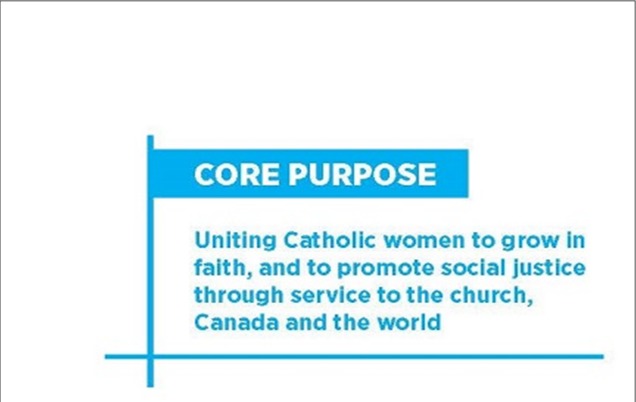 CORE PURPOSE
Uniting Catholic women to grow in
faith, and to promote social justice
through service to the church,
Canada and the world